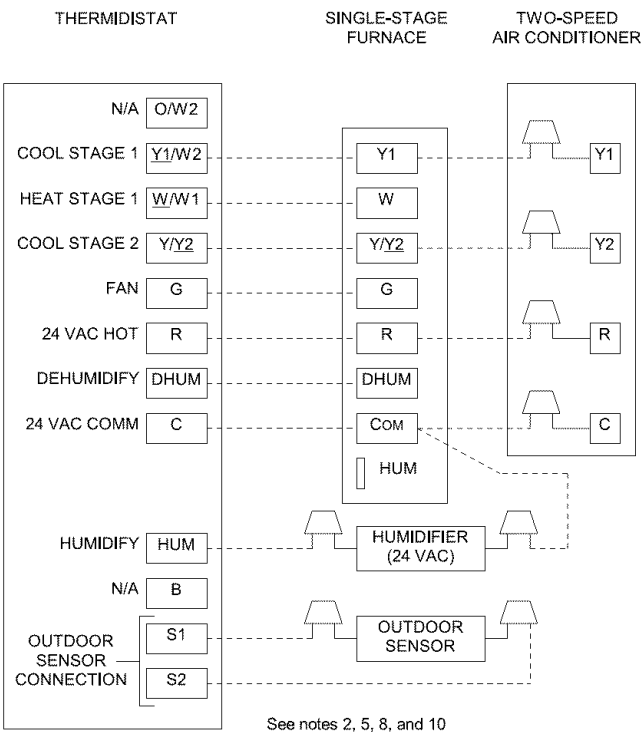 THERMIDISTAT
SINGLE-STAGE
FURNACE
TWO-SPEED
AIR CONDITIONER
N/A O/W2
COOL STAGE 1 Y1/W2 Y1 Y1
HEAT STAGE 1 W/W1 W
COOL STAGE 2 Y/Y2 Y/Y2 Y2
FAN G G
24 VAC HOT R R R
DEHUMIDIFY DHUM DHUM
24 VAC COMM C COM C
HUM
HUMIDIFY HUM HUMIDIFIER
(24 VAC)
N/A B
S1 OUTDOOR
SENSOR
OUTDOOR
SENSOR
CONNECTION
S2
See notes 2, 5, 8, and 10